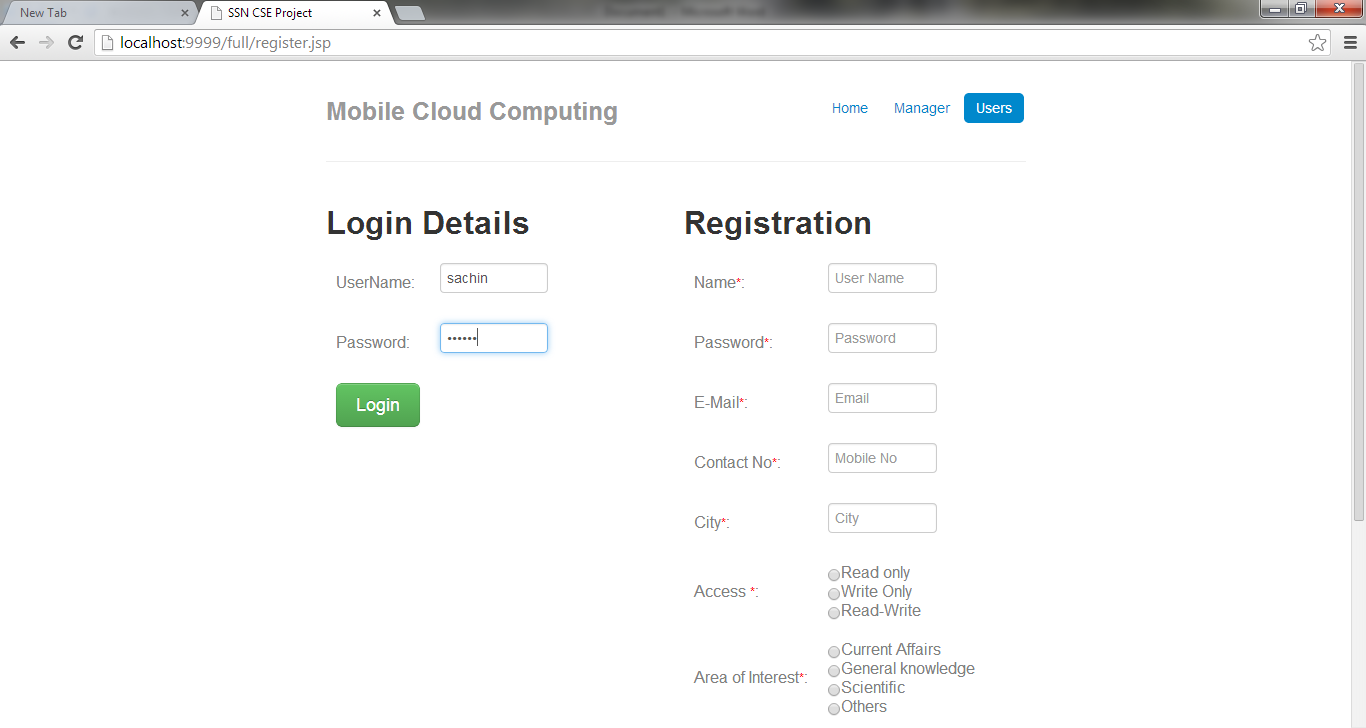 New Tab
SSN CSE Project
localhost:9999/full/register.jsp
Mobile Cloud Computing
Home Manager Users
Login Details
UserName: sachin
Password: ••••••
Login
Registration
Name*: User Name
Password*: Password
E-Mail*: Email
Contact No*: Mobile No
City*: City
Access *:
Read only
Write Only
Read-Write
Area of Interest*:
Current Affairs
General knowledge
Scientific
Others